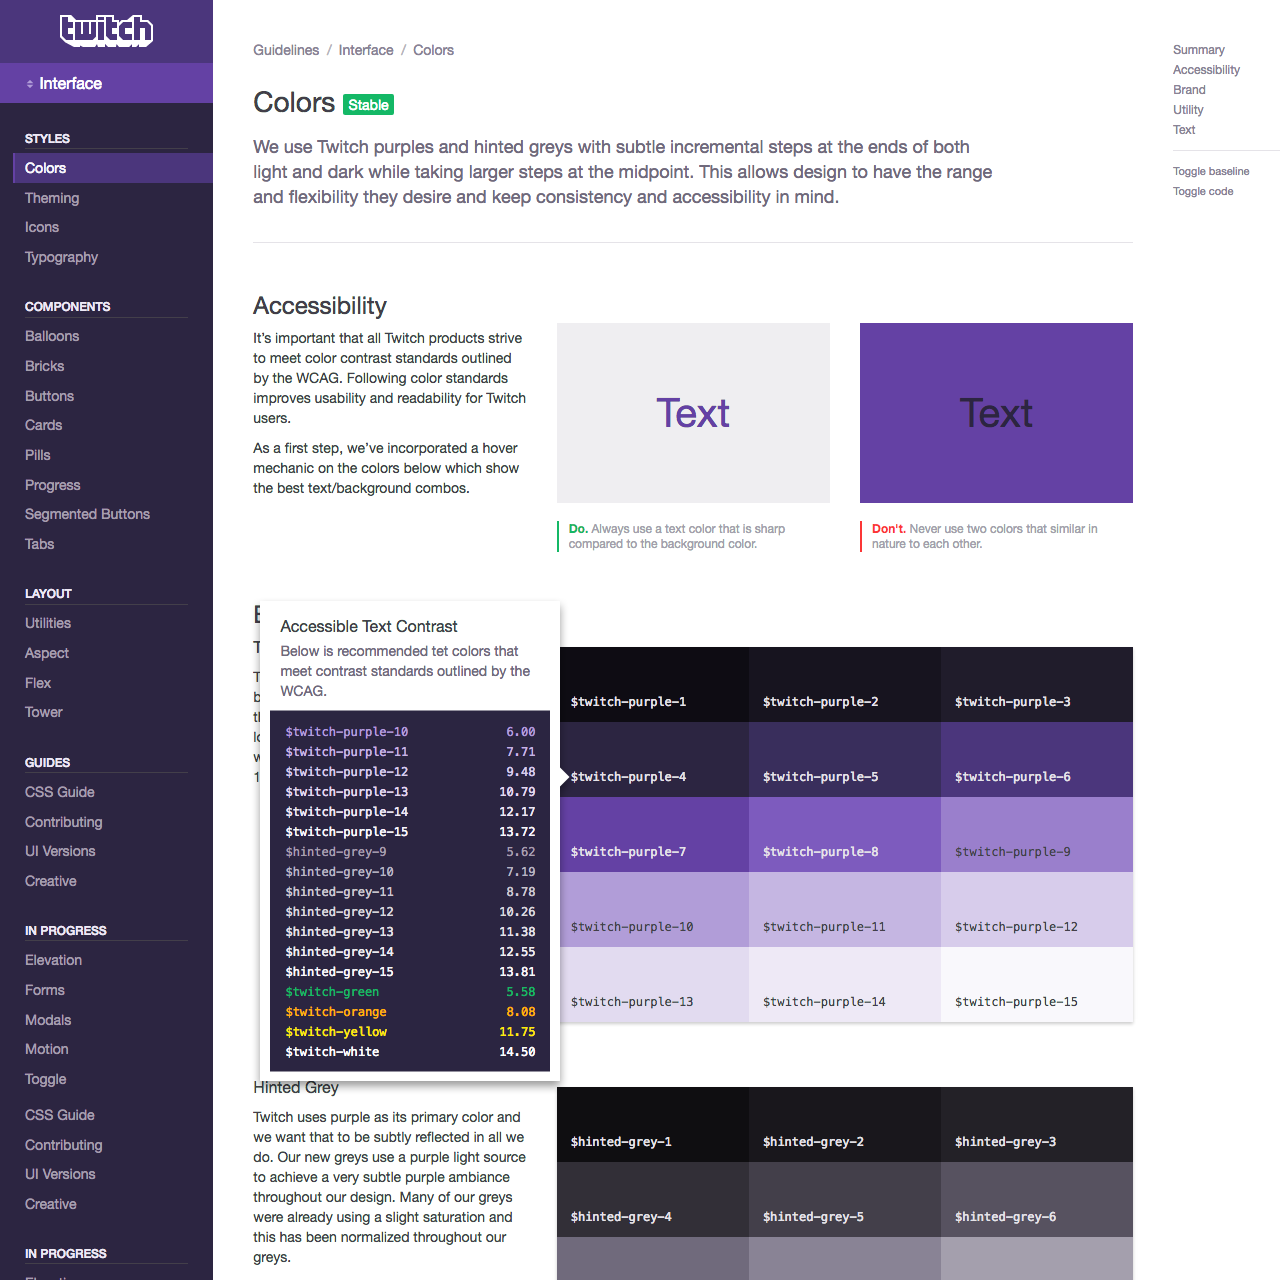 twitch
Interface
STYLES
Colors
Theming
Icons
Typography
COMPONENTS
Balloons
Bricks
Buttons
Cards
Pills
Progress
Segmented Buttons
Tabs
LAYOUT
Utilities
Aspect
Flex
Tower
GUIDES
CSS Guide
Contributing
UI Versions
Creative
IN PROGRESS
Elevation
Forms
Modals
Motion
Toggle
CSS Guide
Contributing
UI Versions
Creative
IN PROGRESS
Guidelines / Interface / Colors
Colors Stable
We use Twitch purples and hinted greys with subtle incremental steps at the ends of both
light and dark while taking larger steps at the midpoint. This allows design to have the range
and flexibility they desire and keep consistency and accessibility in mind.
Accessibility
It's important that all Twitch products strive
to meet color contrast standards outlined
by the WCAG. Following color standards
improves usability and readability for Twitch
users.
As a first step, we've incorporated a hover
mechanic on the colors below which show
the best text/background combos.
Text
Do. Always use a text color that is sharp
compared to the background color.
Text
Don't. Never use two colors that similar in
nature to each other.
Accessible Text Contrast
Below is recommended tet colors that
meet contrast standards outlined by the
WCAG.
$twitch-purple-10 6.00
$twitch-purple-11 7.71
$twitch-purple-12 9.48
$twitch-purple-13 10.79
$twitch-purple-14 12.17
$twitch-purple-15 13.72
$hinted-grey-9 5.62
$hinted-grey-10 7.19
$hinted-grey-11 8.78
$hinted-grey-12 10.26
$hinted-grey-13 11.38
$hinted-grey-14 12.55
$hinted-grey-15 13.81
$twitch-green 5.58
$twitch-orange 8.08
$twitch-yellow 11.75
$twitch-white 14.50
$twitch-purple-1 $twitch-purple-2 $twitch-purple-3
$twitch-purple-4 $twitch-purple-5 $twitch-purple-6
$twitch-purple-7 $twitch-purple-8 $twitch-purple-9
$twitch-purple-10 $twitch-purple-11 $twitch-purple-12
$twitch-purple-13 $twitch-purple-14 $twitch-purple-15
Hinted Grey
Twitch uses purple as its primary color and
we want that to be subtly reflected in all we
do. Our new greys use a purple light source
to achieve a very subtle purple ambiance
throughout our design. Many of our greys
were already using a slight saturation and
this has been normalized throughout our
greys.
$hinted-grey-1 $hinted-grey-2 $hinted-grey-3
$hinted-grey-4 $hinted-grey-5 $hinted-grey-6
Summary
Accessibility
Brand
Utility
Text
Toggle baseline
Toggle code